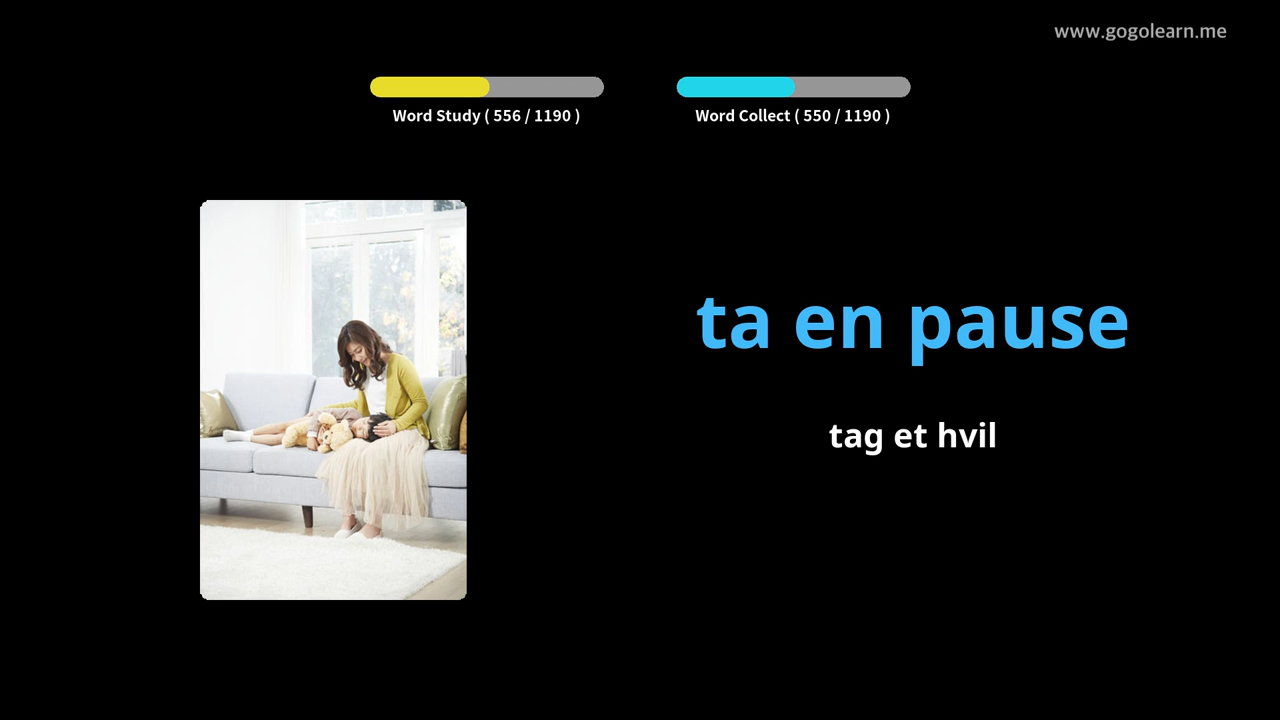 www.gogolearn.me
Word Study ( 556 / 1190 )
Word Collect ( 550 / 1190 )
ta en pause
tag et hvil